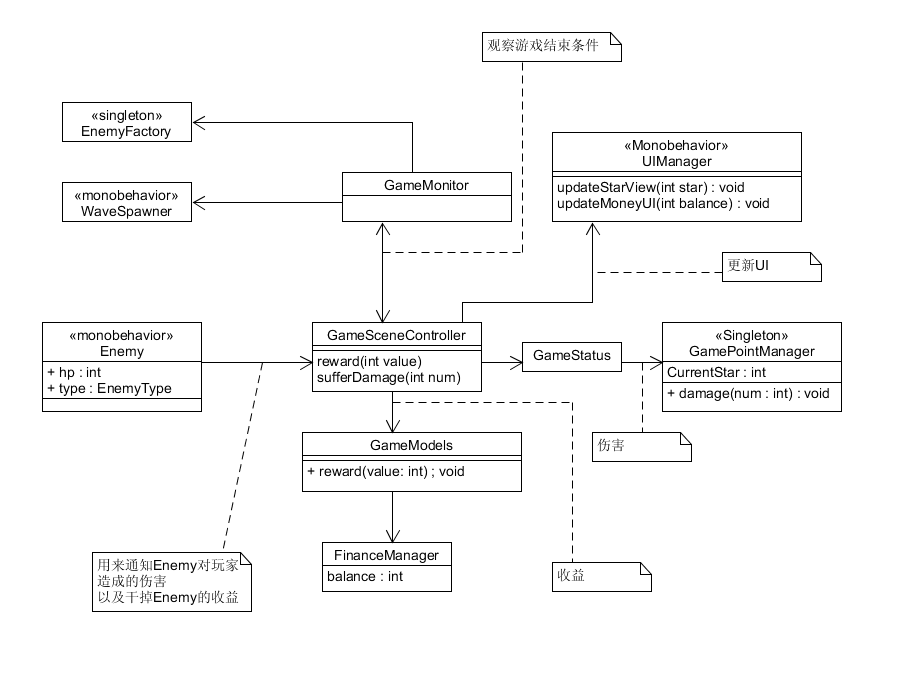 观察游戏结束条件
«singleton»
EnemyFactory
«Monobehavior»
UIManager
updateStarView(int star) : void
updateMoneyUI(int balance) : void
GameMonitor
«monobehavior»
WaveSpawner
更新UI
«monobehavior»
Enemy
+ hp : int
+ type : EnemyType
GameSceneController
reward(int value)
sufferDamage(int num)
GameStatus
«Singleton»
GamePointManager
CurrentStar : int
+ damage(num : int) : void
GameModels
+ reward(value: int) ; void
伤害
FinanceManager
balance : int
用来通知Enemy对玩家
造成的伤害
以及干掉Enemy的收益
收益